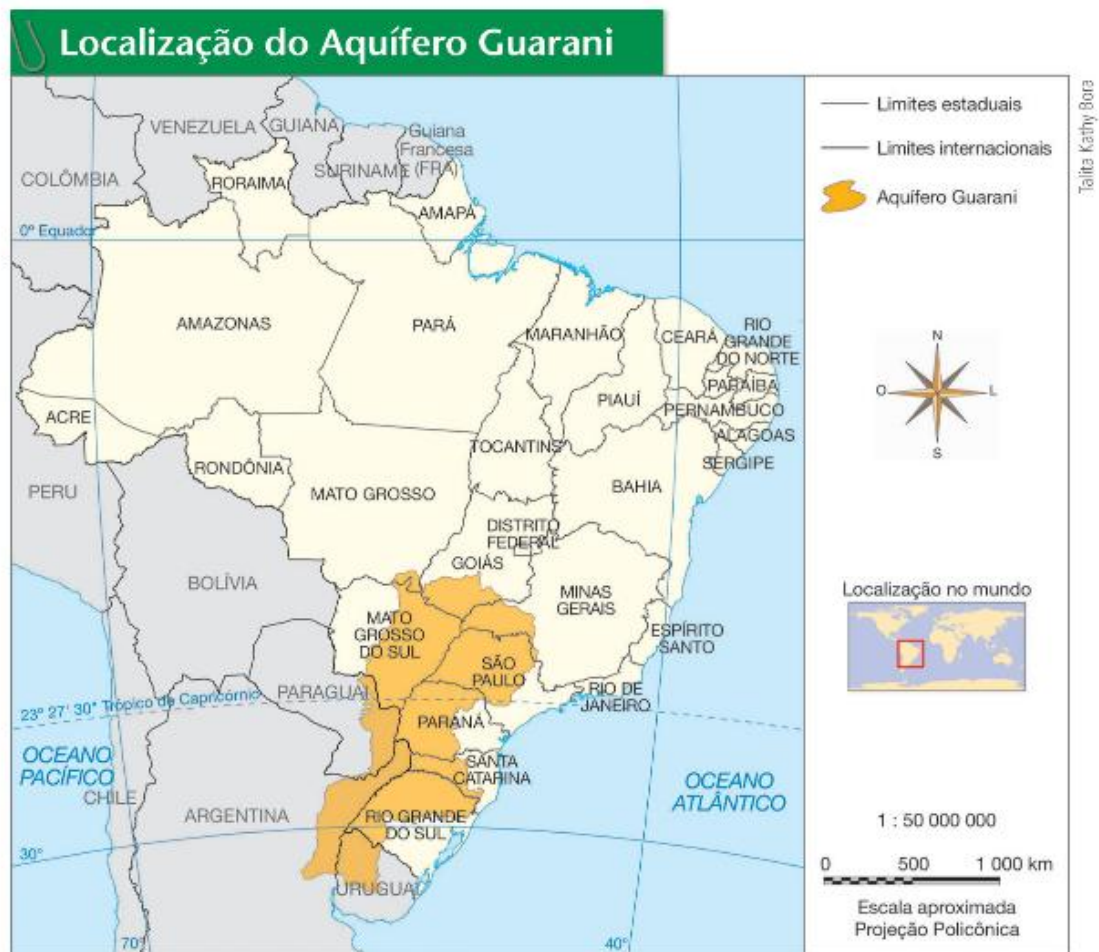 Localização do Aquífero Guarani
VENEZUELA
GUIANA
Guiana
Francesa
(FRA)
SURINAME
COLÔMBIA
RORAIMA
AMAPÁ
0º Equador
AMAZONAS
PARÁ
MARANHÃO
CEARÁ
RIO
GRANDE
DO NORTE
PARAÍBA
PIAUÍ
PERNAMBUCO
ACRE
ALAGOAS
TOCANTINS
SERGIPE
RONDÔNIA
PERU
MATO GROSSO
BAHIA
DISTRITO
FEDERAL
GOIÁS
BOLÍVIA
MINAS
GERAIS
MATO
GROSSO
DO SUL
ESPÍRITO
SANTO
SÃO
PAULO
PARAGUAI
RIO DE
JANEIRO
23º 27' 30" Trópico de Capricórnio
PARANÁ
OCEANO
PACÍFICO
SANTA
CATARINA
OCEANO
ATLÂNTICO
CHILE
ARGENTINA
RIO GRANDE
DO SUL
30º
URUGUAI
70º
40º
Limites estaduais
Limites internacionais
Aquífero Guarani
N
O
L
S
Localização no mundo
1 : 50 000 000
0 500 1 000 km
Escala aproximada
Projeção Policônica
Talita Kathy Bora